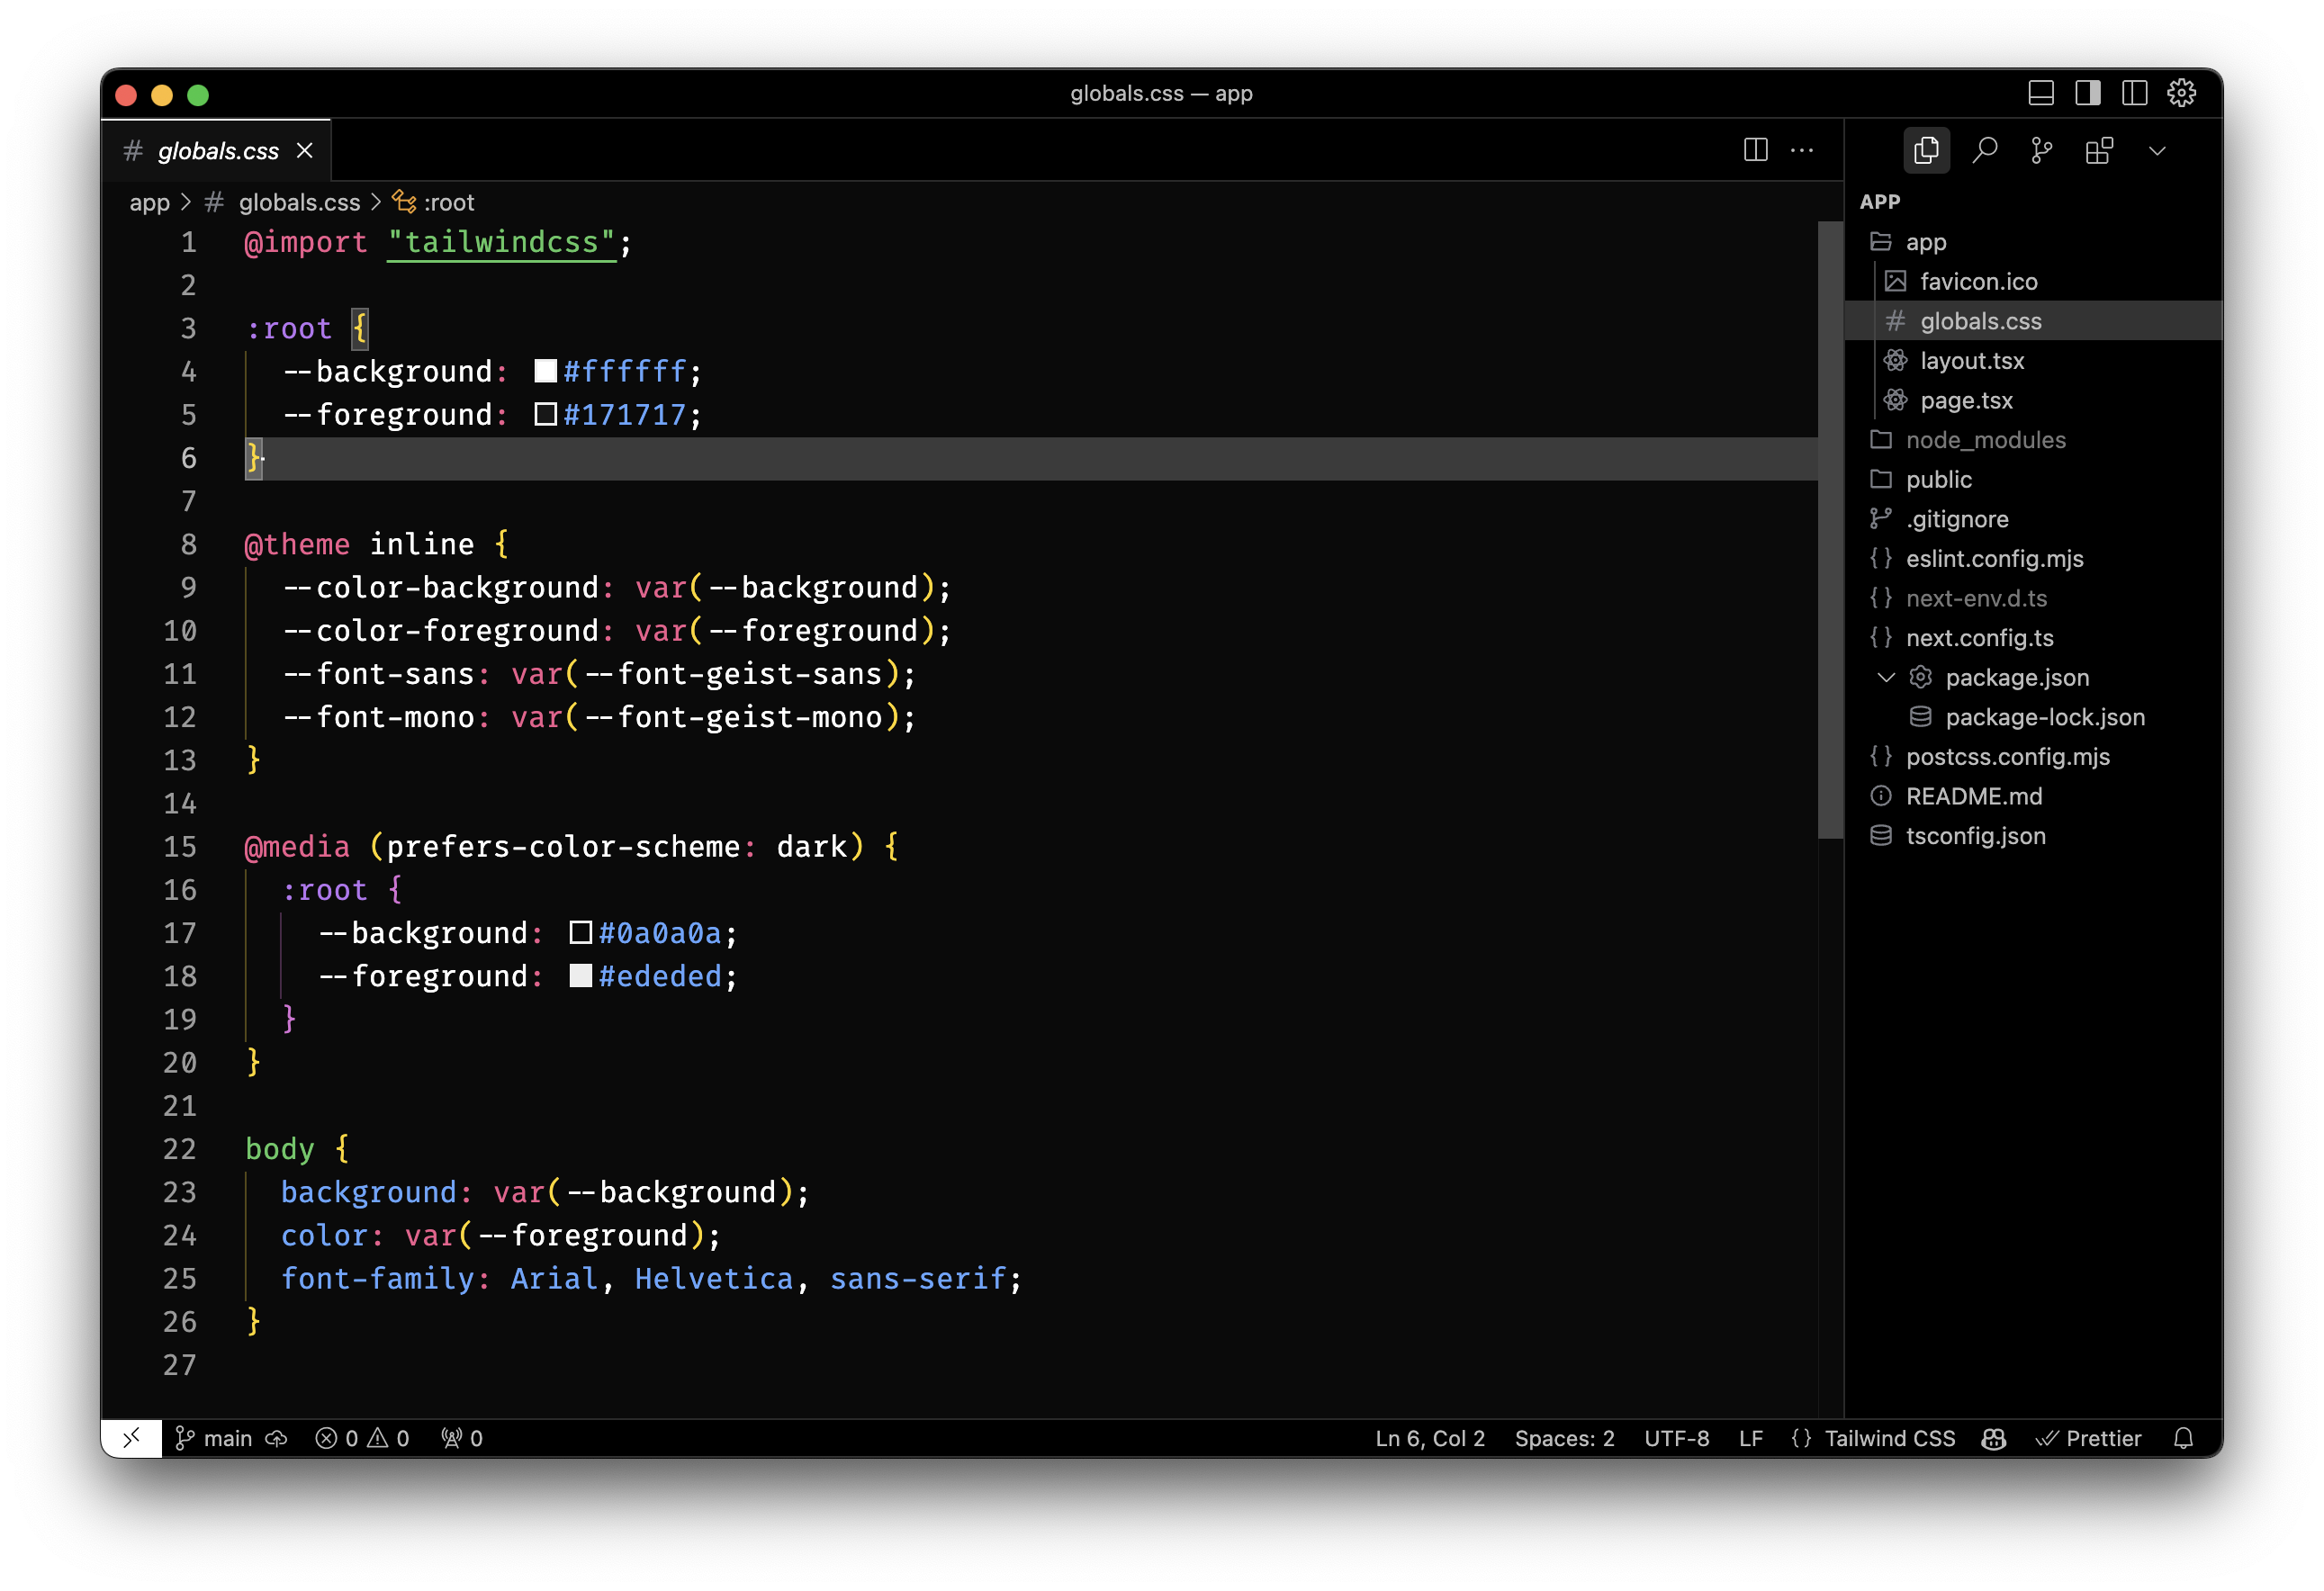 globals.css — app
# globals.css
app > # globals.css > :root
1 @import "tailwindcss";
2
3 :root {
4 --background: #ffffff;
5 --foreground: #171717;
6 }
7
8 @theme inline {
9 --color-background: var(--background);
10 --color-foreground: var(--foreground);
11 --font-sans: var(--font-geist-sans);
12 --font-mono: var(--font-geist-mono);
13 }
14
15 @media (prefers-color-scheme: dark) {
16 :root {
17 --background: #0a0a0a;
18 --foreground: #ededed;
19 }
20 }
21
22 body {
23 background: var(--background);
24 color: var(--foreground);
25 font-family: Arial, Helvetica, sans-serif;
26 }
27
APP
app
favicon.ico
# globals.css
layout.tsx
page.tsx
node_modules
public
.gitignore
{} eslint.config.mjs
{} next-env.d.ts
{} next.config.ts
package.json
package-lock.json
{} postcss.config.mjs
README.md
tsconfig.json
main 0 0 0 Ln 6, Col 2 Spaces: 2 UTF-8 LF {} Tailwind CSS Prettier